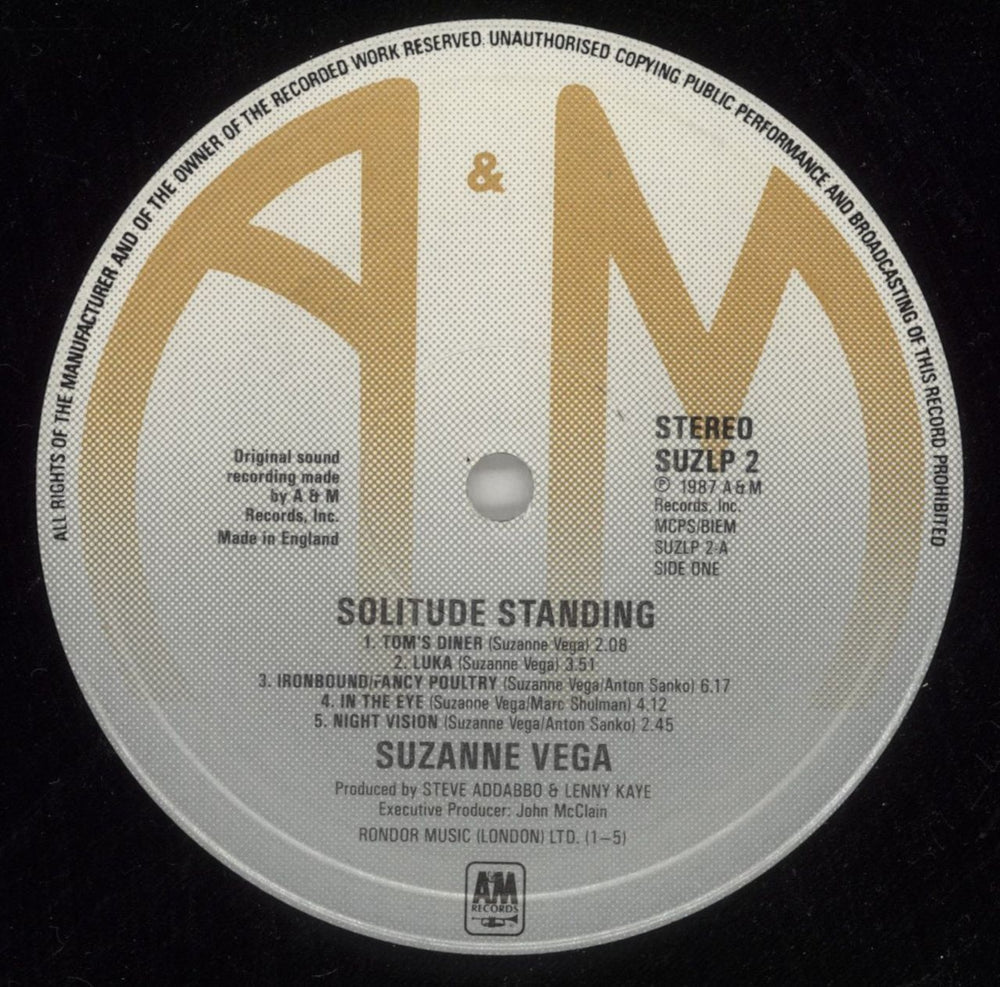 ALL RIGHTS OF THE MANUFACTURER AND OF THE OWNER OF THE RECORDED WORK RESERVED. UNAUTHORISED COPYING PUBLIC PERFORMANCE AND BROADCASTING OF THIS RECORD PROHIBITED
A & M
Original sound
recording made
by A & M
Records, Inc.
Made in England
STEREO
SUZLP 2
℗ 1987 A & M
Records, Inc.
MCPS/BIEM
SUZLP 2-A
SIDE ONE
SOLITUDE STANDING
1. TOM'S DINER (Suzanne Vega) 2.08
2. LUKA (Suzanne Vega) 3.51
3. IRONBOUND/FANCY POULTRY (Suzanne Vega/Anton Sanko) 6.17
4. IN THE EYE (Suzanne Vega/Marc Shulman) 4.12
5. NIGHT VISION (Suzanne Vega/Anton Sanko) 2.45
SUZANNE VEGA
Produced by STEVE ADDABBO & LENNY KAYE
Executive Producer: John McClain
RONDOR MUSIC (LONDON) LTD. (1–5)
A&M
RECORDS